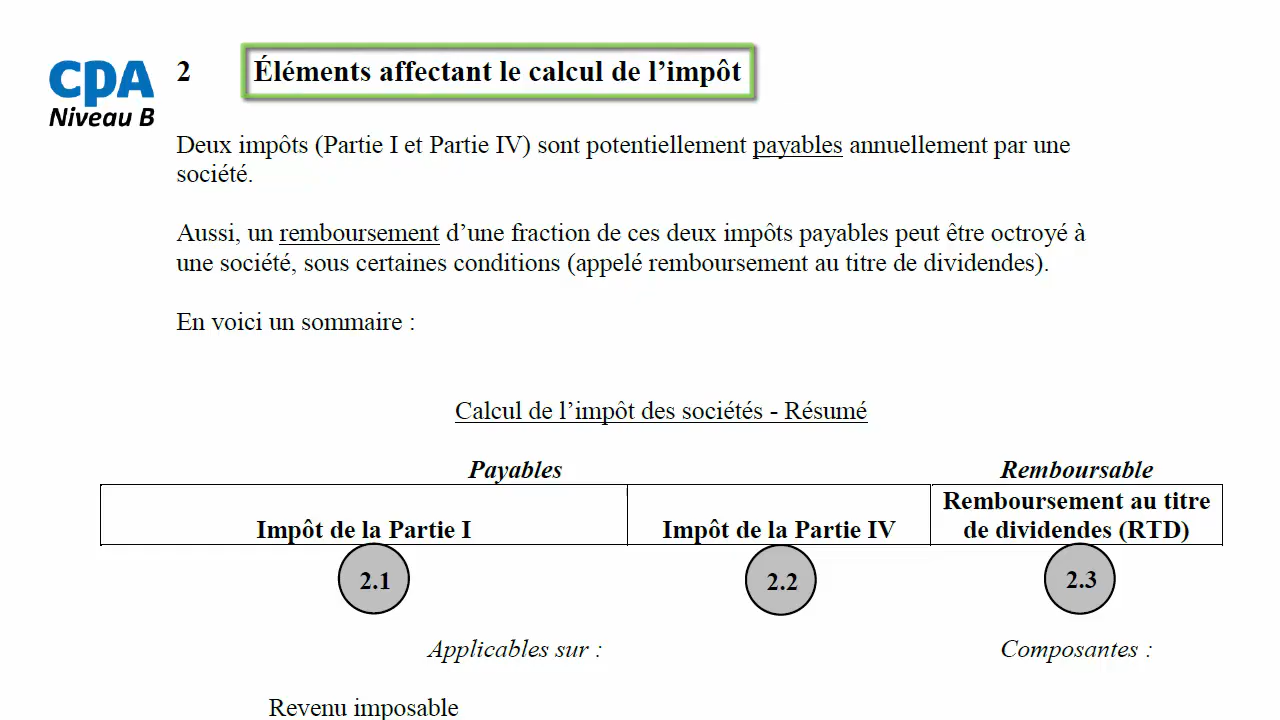 CPA
Niveau B
2 Éléments affectant le calcul de l’impôt
Deux impôts (Partie I et Partie IV) sont potentiellement payables annuellement par une
société.
Aussi, un remboursement d’une fraction de ces deux impôts payables peut être octroyé à
une société, sous certaines conditions (appelé remboursement au titre de dividendes).
En voici un sommaire :
Calcul de l’impôt des sociétés - Résumé
Payables Remboursable
Impôt de la Partie I
Impôt de la Partie IV
Remboursement au titre
de dividendes (RTD)
2.1 2.2 2.3
Applicables sur : Composantes :
Revenu imposable